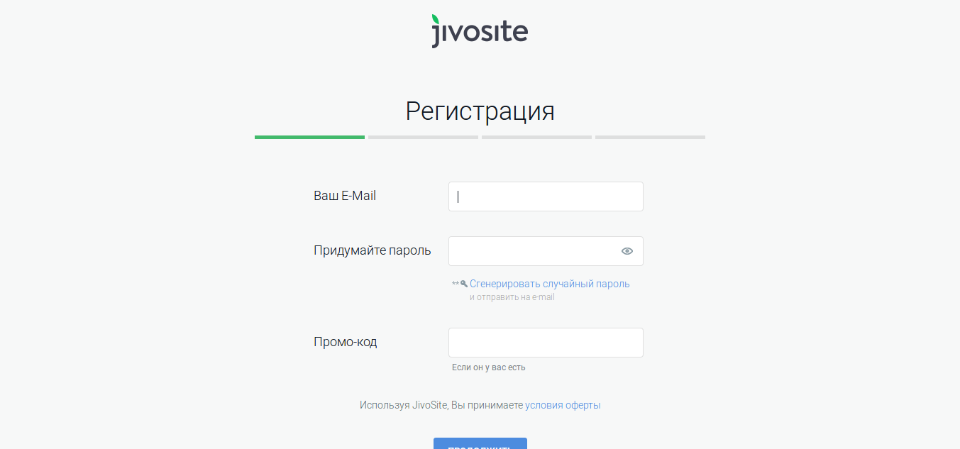 jivosite
Регистрация
Ваш E-Mail
Придумайте пароль
Сгенерировать случайный пароль
и отправить на e-mail
Промо-код
Если он у вас есть
Используя JivoSite, Вы принимаете условия оферты